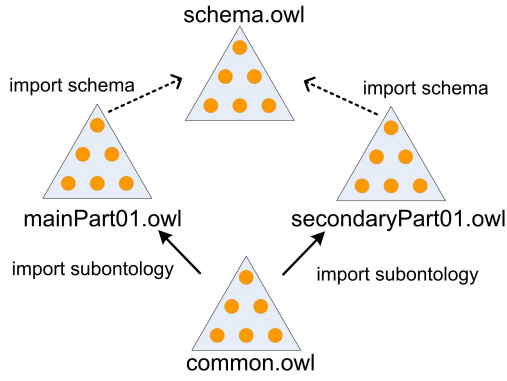 schema.owl
import schema
import schema
mainPart01.owl
secondaryPart01.owl
import subontology
import subontology
common.owl